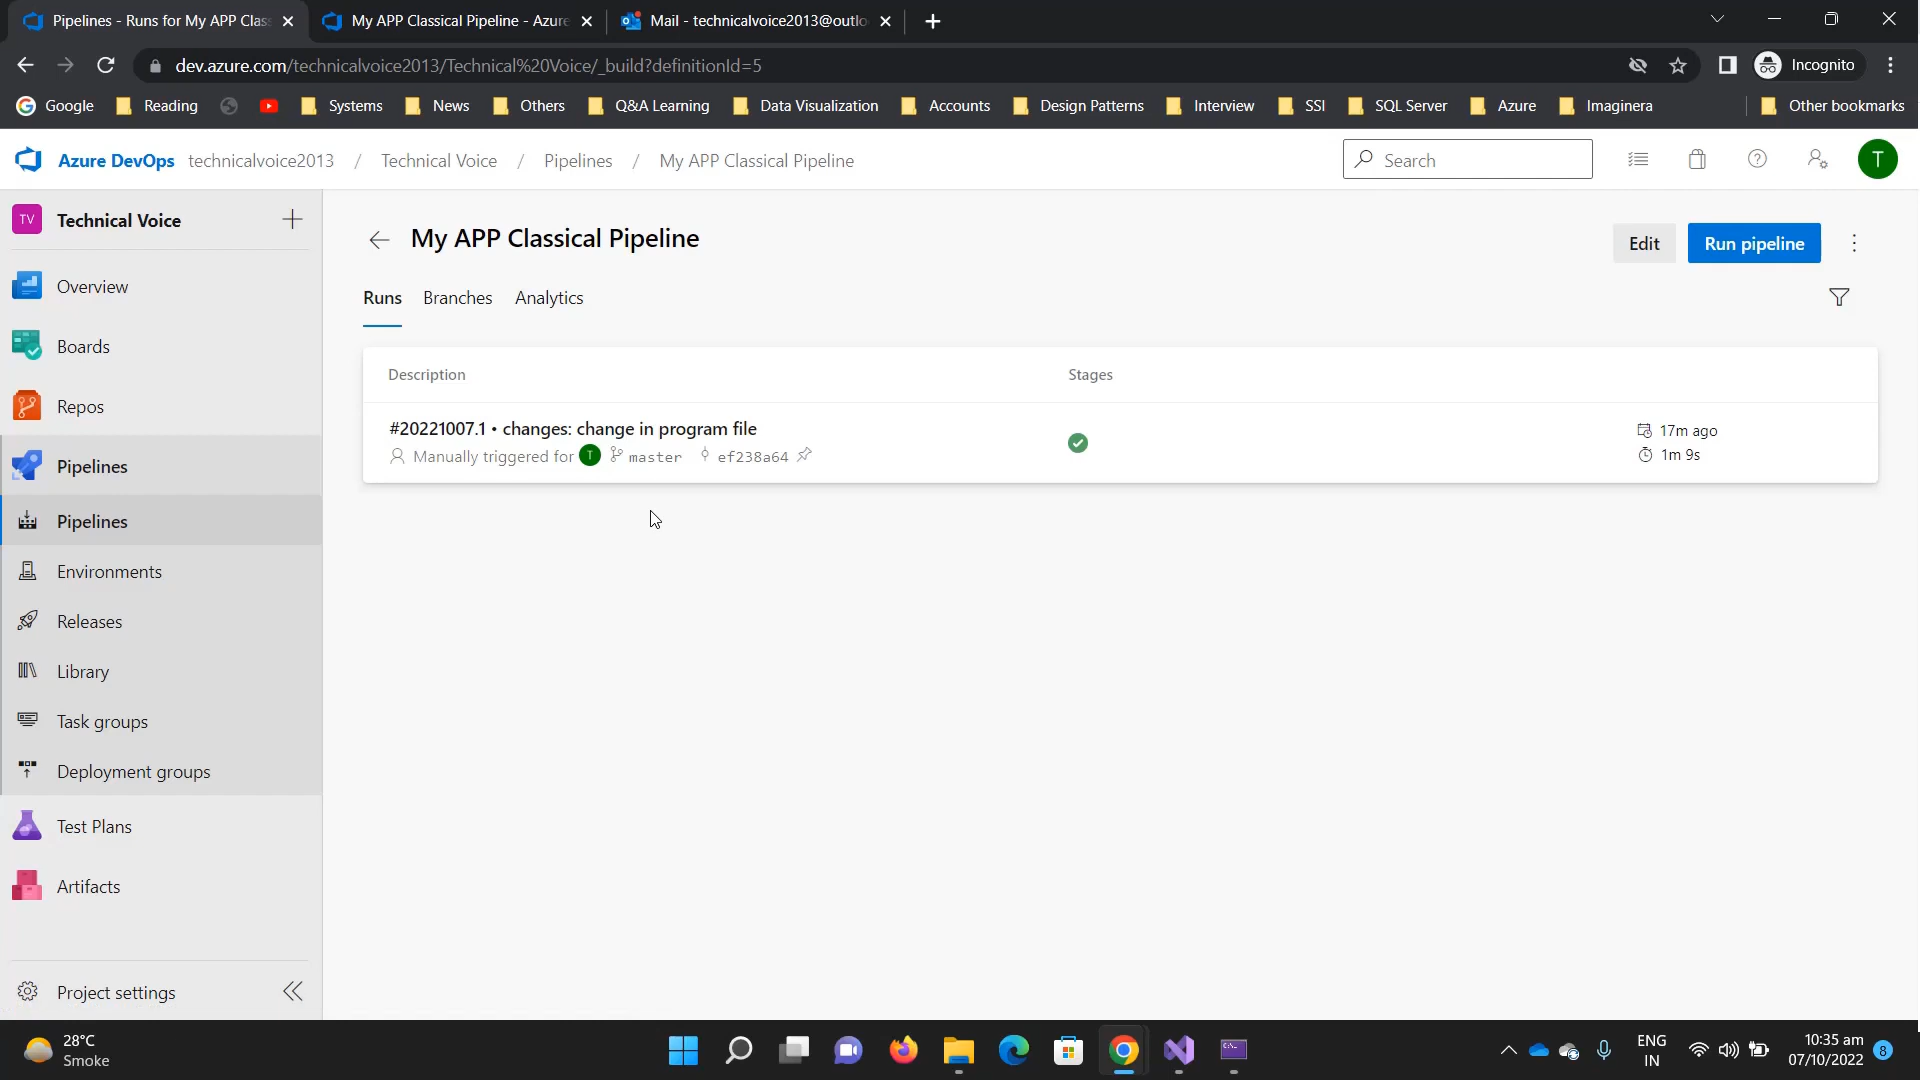 Pipelines - Runs for My APP Clas
My APP Classical Pipeline - Azure
Mail - technicalvoice2013@outlo
dev.azure.com/technicalvoice2013/Technical%20Voice/_build?definitionId=5
Incognito
Google
Reading
Systems
News
Others
Q&A Learning
Data Visualization
Accounts
Design Patterns
Interview
SSI
SQL Server
Azure
Imaginera
Other bookmarks
Azure DevOps technicalvoice2013 / Technical Voice / Pipelines / My APP Classical Pipeline
Search
T
TV Technical Voice
Overview
Boards
Repos
Pipelines
Pipelines
Environments
Releases
Library
Task groups
Deployment groups
Test Plans
Artifacts
Project settings
My APP Classical Pipeline
Edit
Run pipeline
Runs Branches Analytics
Description Stages
#20221007.1 • changes: change in program file
Manually triggered for T master ef238a64
17m ago
1m 9s
28°C
Smoke
ENG
IN
10:35 am
07/10/2022
8